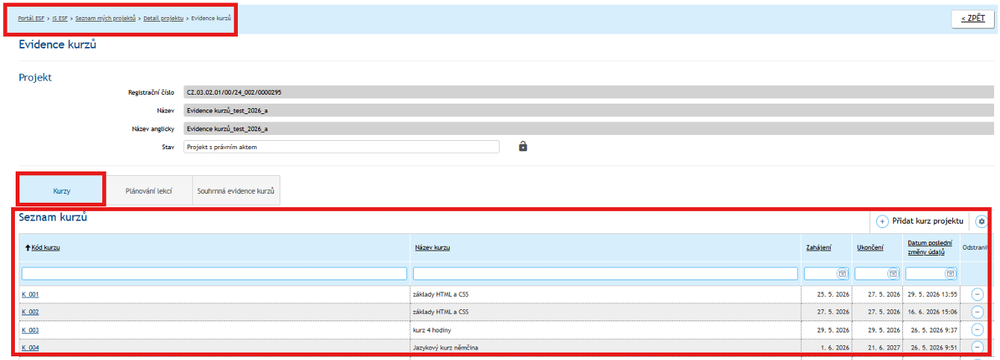 Portál ESF > IS ESF > Seznam mých projektů > Detail projektu > Evidence kurzů
< ZPĚT
Evidence kurzů
Projekt
Registrační číslo CZ.03.02.01/00/24_002/0000295
Název Evidence kurzů_test_2026_a
Název anglicky Evidence kurzů_test_2026_a
Stav Projekt s právním aktem
Kurzy Plánování lekcí Souhrnná evidence kurzů
Seznam kurzů
+ Přidat kurz projektu
Kód kurzu Název kurzu Zahájení Ukončení Datum poslední změny údajů Odstranit
K_001 základy HTML a CSS 25. 5. 2026 27. 5. 2026 29. 5. 2026 13:55
K_002 základy HTML a CSS 27. 5. 2026 27. 5. 2026 16. 6. 2026 15:06
K_003 kurz 4 hodiny 29. 5. 2026 29. 5. 2026 26. 5. 2026 9:37
K_004 Jazykový kurz němčina 1. 6. 2026 21. 6. 2027 26. 5. 2026 9:51